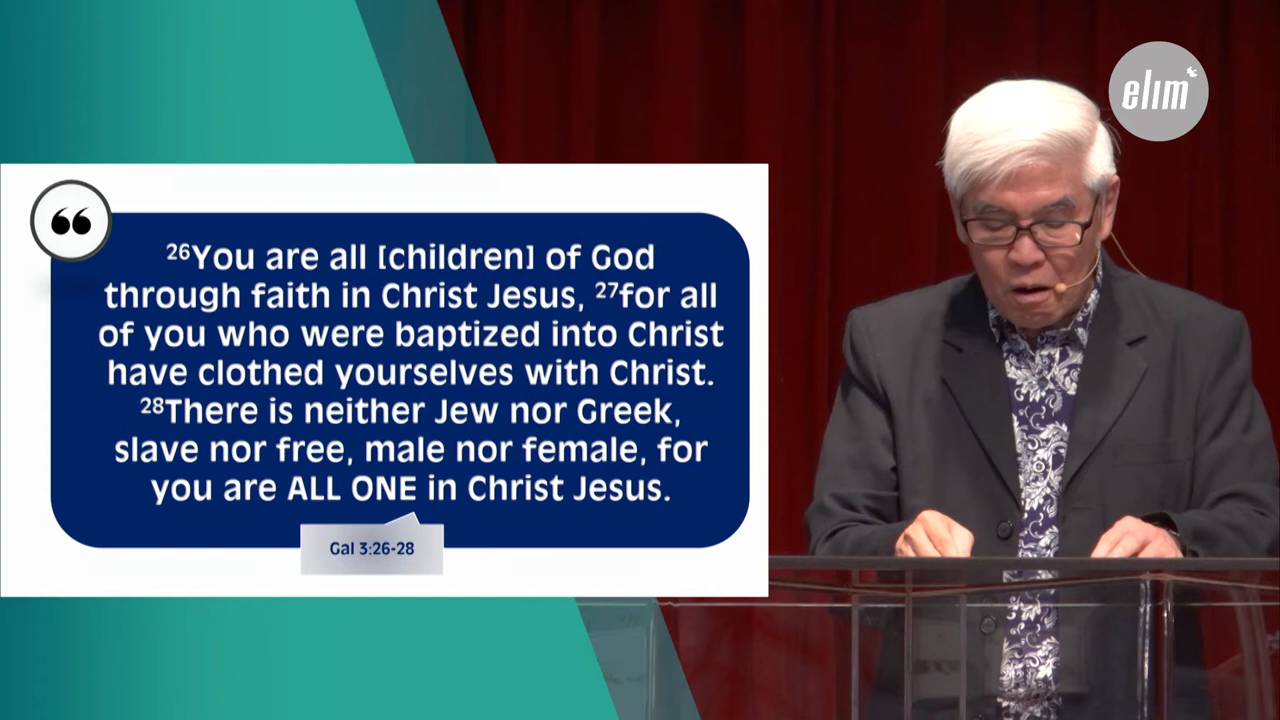 elim
26You are all [children] of God
through faith in Christ Jesus, 27for all
of you who were baptized into Christ
have clothed yourselves with Christ.
28There is neither Jew nor Greek,
slave nor free, male nor female, for
you are ALL ONE in Christ Jesus.
Gal 3:26-28